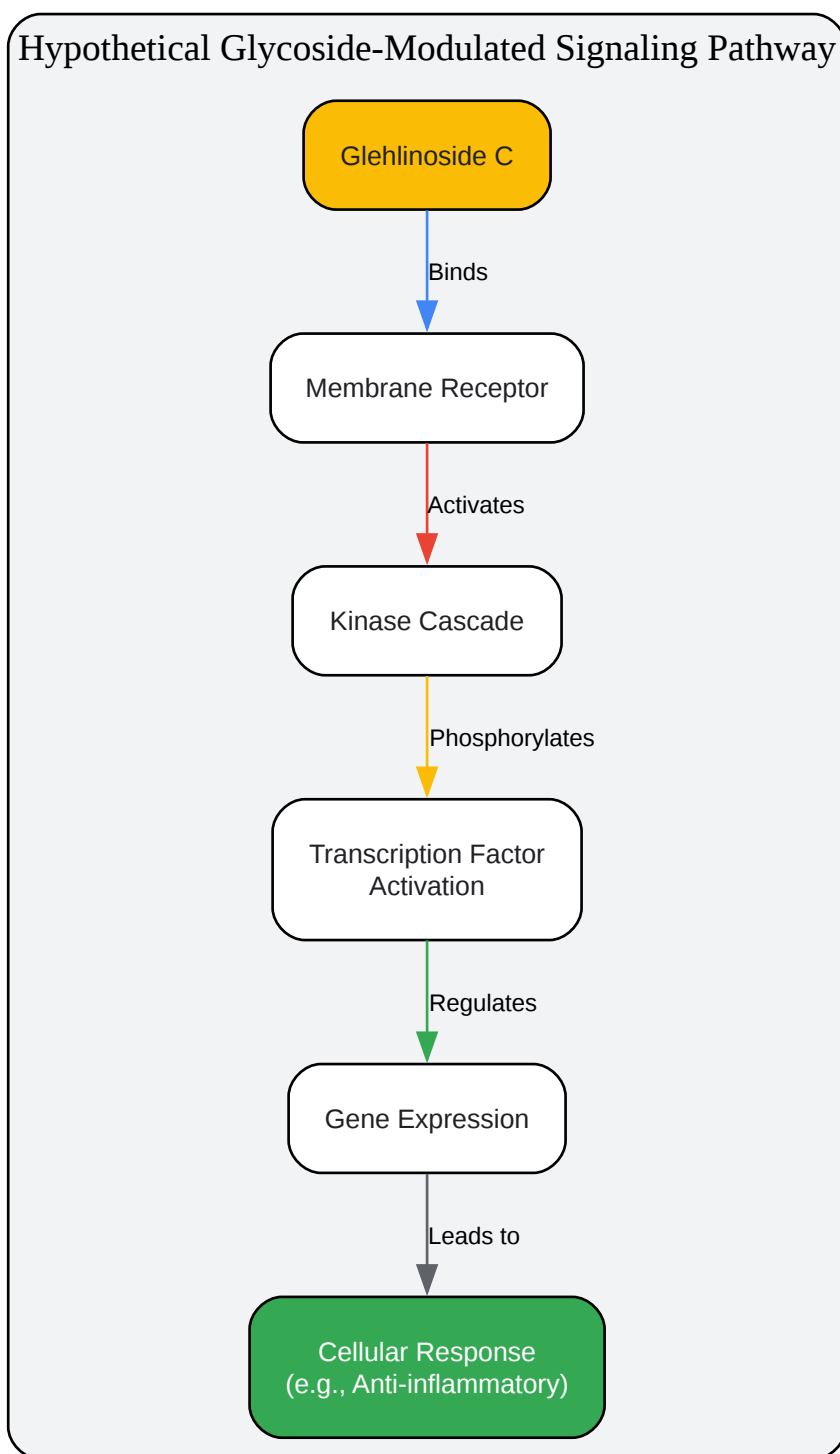 Hypothetical Glycoside-Modulated Signaling Pathway
Glehlinoside C
Binds
Membrane Receptor
Activates
Kinase Cascade
Phosphorylates
Transcription Factor
Activation
Regulates
Gene Expression
Leads to
Cellular Response
(e.g., Anti-inflammatory)